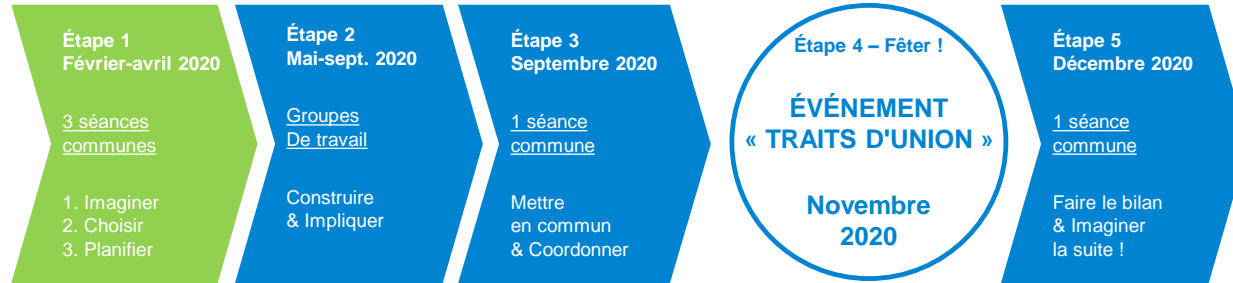 Étape 1
Février-avril 2020
3 séances
communes
1. Imaginer
2. Choisir
3. Planifier
Étape 2
Mai-sept. 2020
Groupes
De travail
Construire
& Impliquer
Étape 3
Septembre 2020
1 séance
commune
Mettre
en commun
& Coordonner
Étape 4 – Fêter !
ÉVÉNEMENT
« TRAITS D'UNION »
Novembre
2020
Étape 5
Décembre 2020
1 séance
commune
Faire le bilan
& Imaginer
la suite !